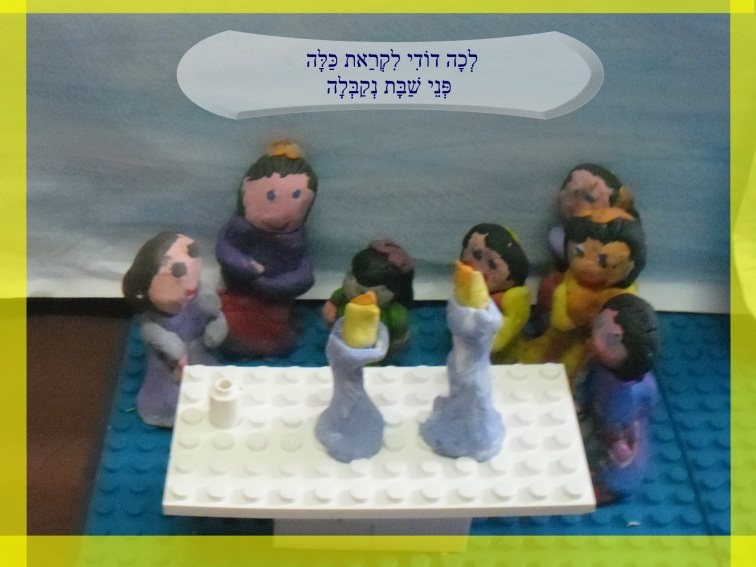 לְכָה דוֹדִי לִקְרַאת כַּלָּה
פְּנֵי שַׁבָּת נְקַבְּלָה